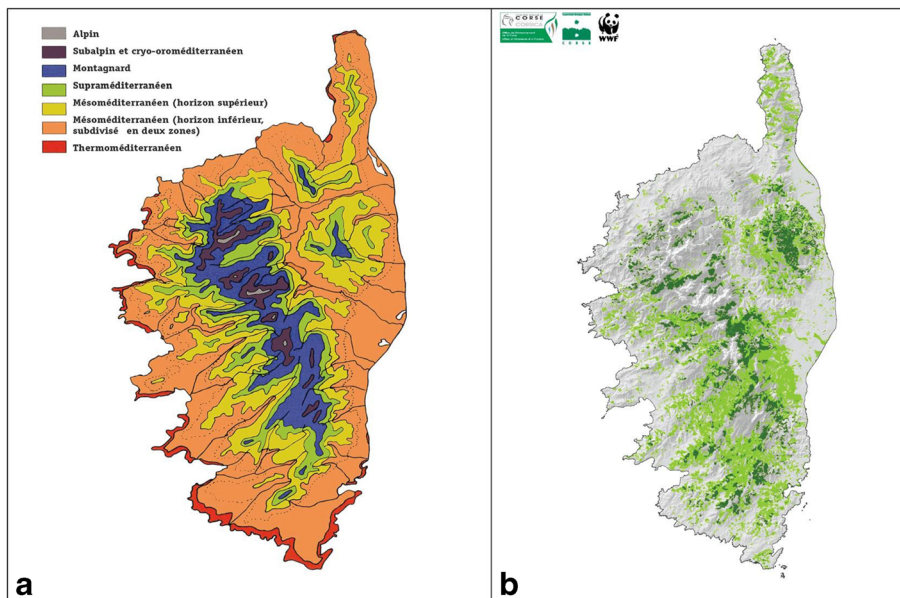 Alpin
Subalpin et cryo-oroméditerranéen
Montagnard
Supraméditerranéen
Mésoméditerranéen (horizon supérieur)
Mésoméditerranéen (horizon inférieur,
subdivisé en deux zones)
Thermoméditerranéen
a
CORSE
CORSICA
WWF
b